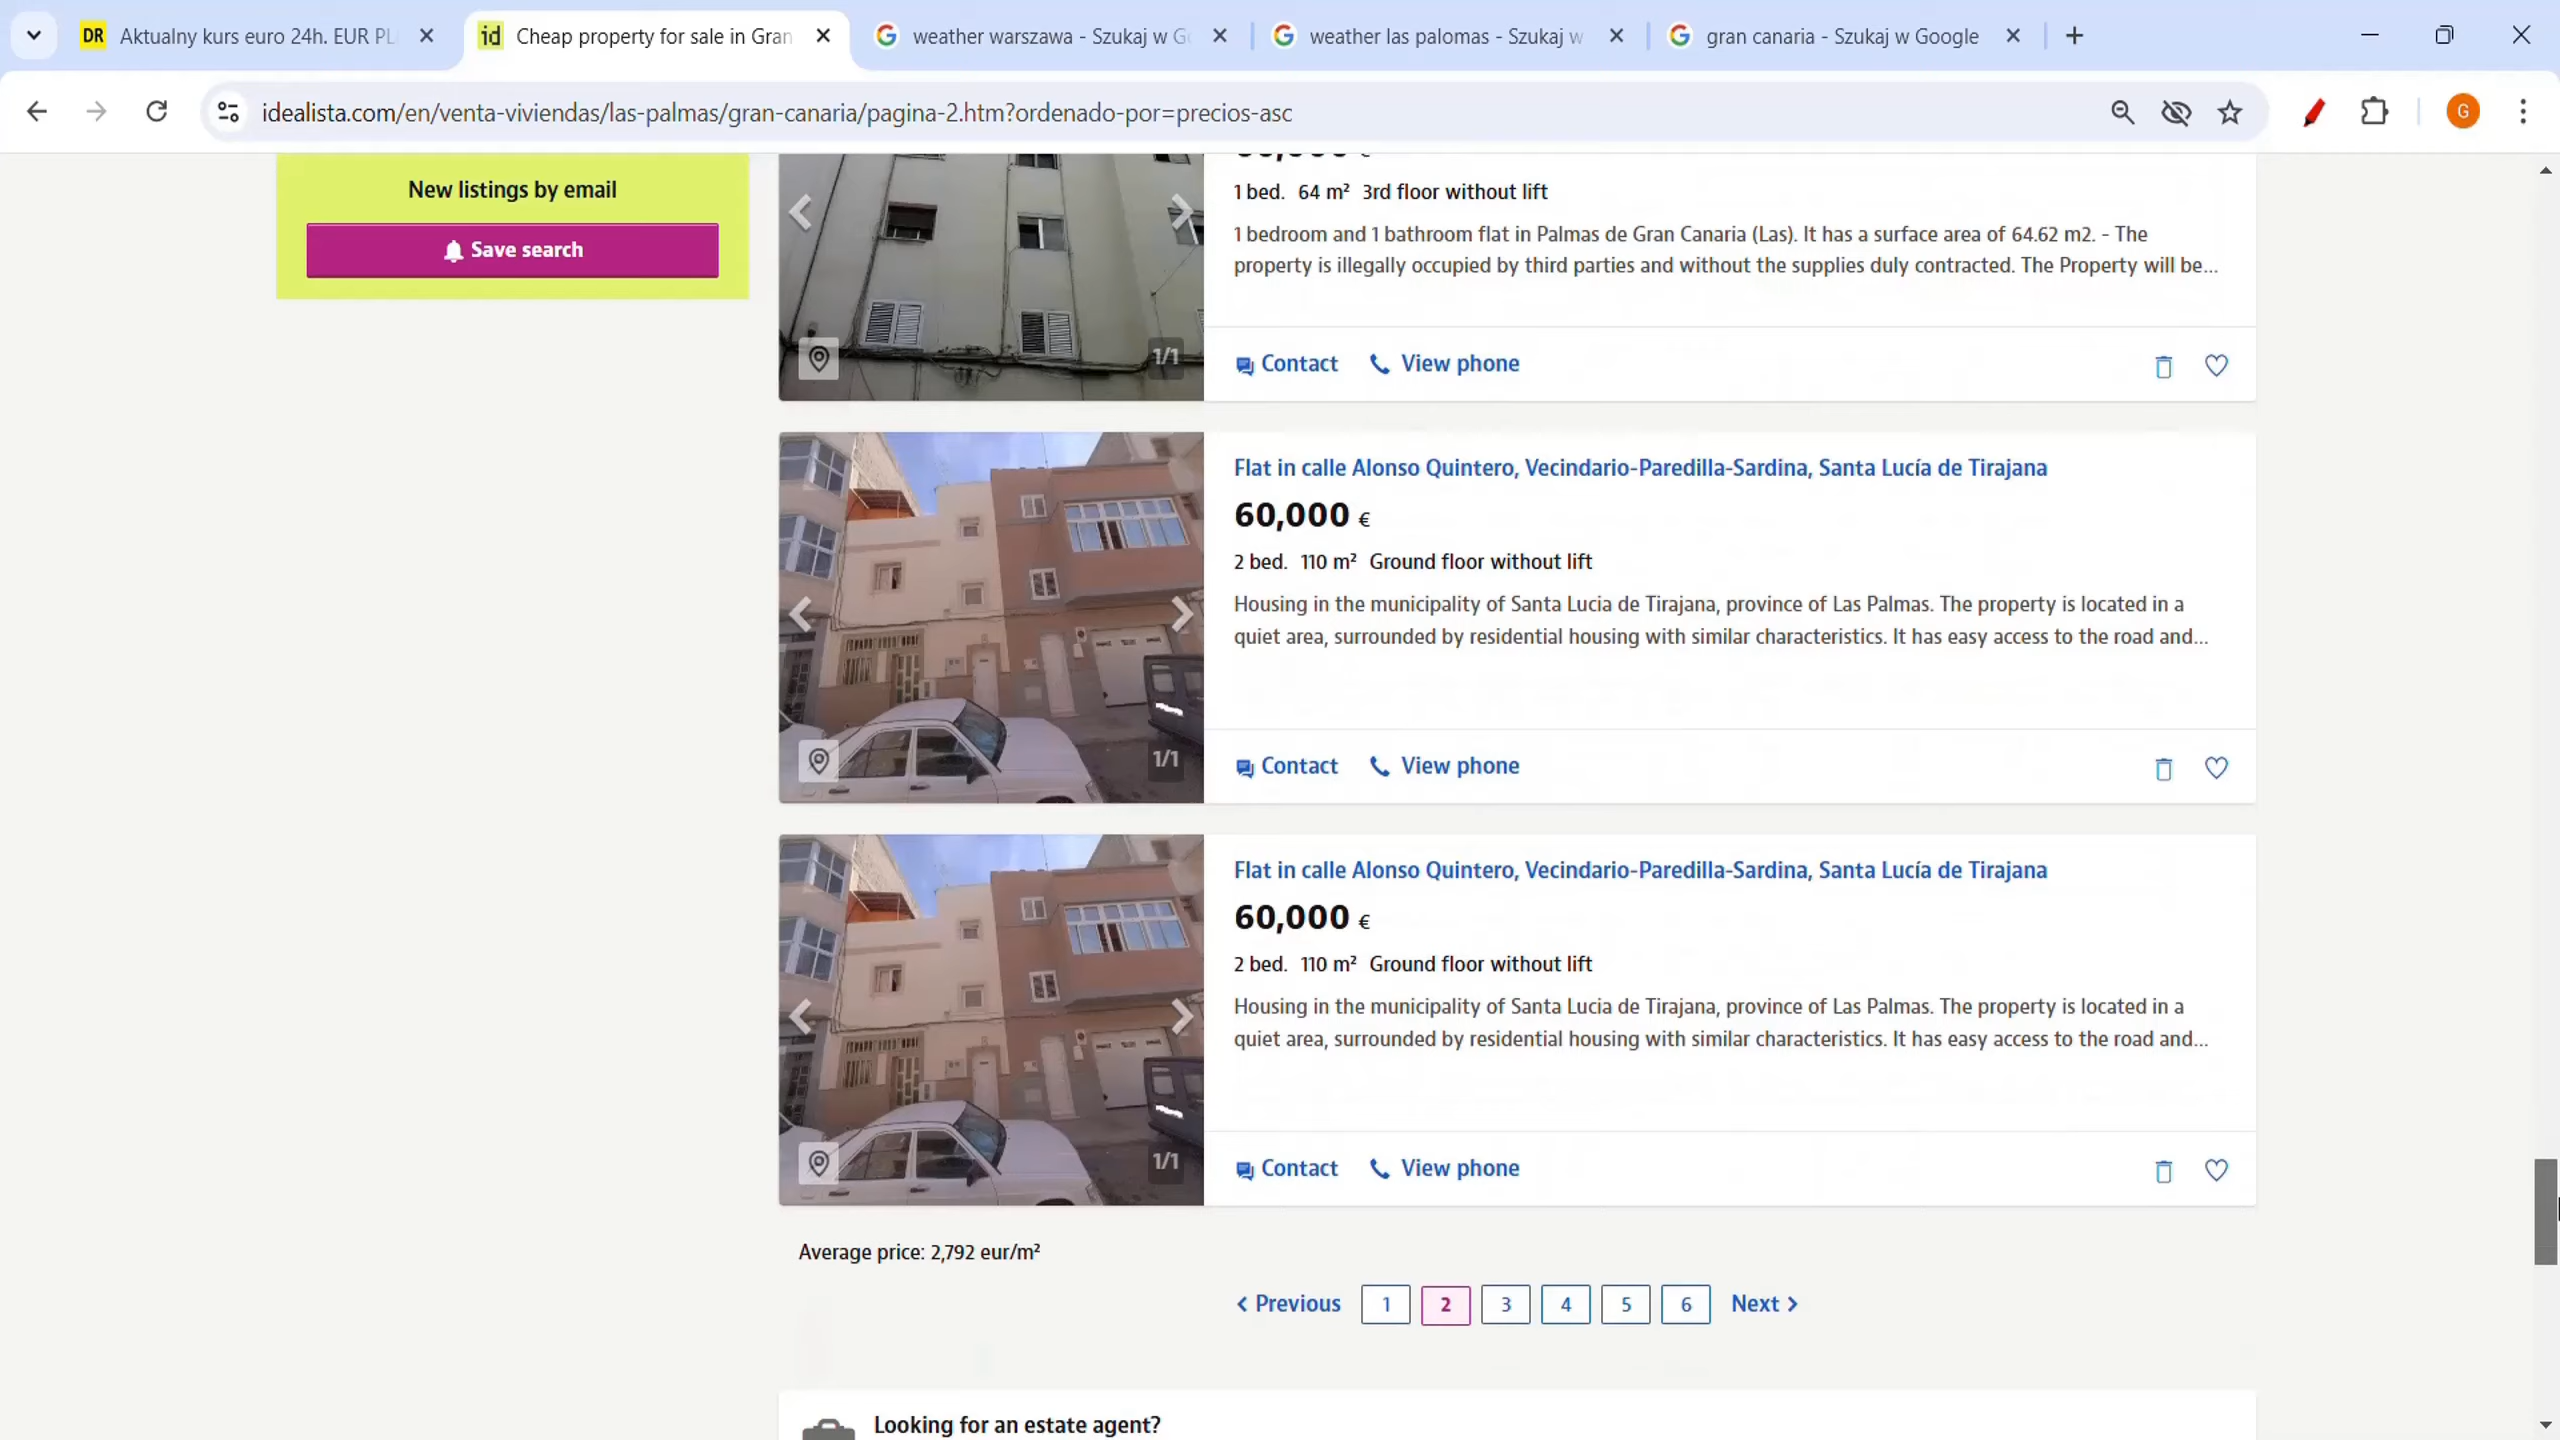 DR Aktualny kurs euro 24h. EUR PL
id Cheap property for sale in Gran
weather warszawa - Szukaj w G
weather las palomas - Szukaj w
gran canaria - Szukaj w Google
idealista.com/en/venta-viviendas/las-palmas/gran-canaria/pagina-2.htm?ordenado-por=precios-asc
G
New listings by email
Save search
1 bed. 64 m² 3rd floor without lift
1 bedroom and 1 bathroom flat in Palmas de Gran Canaria (Las). It has a surface area of 64.62 m2. - The
property is illegally occupied by third parties and without the supplies duly contracted. The Property will be...
1/1
Contact View phone
Flat in calle Alonso Quintero, Vecindario-Paredilla-Sardina, Santa Lucía de Tirajana
60,000 €
2 bed. 110 m² Ground floor without lift
Housing in the municipality of Santa Lucia de Tirajana, province of Las Palmas. The property is located in a
quiet area, surrounded by residential housing with similar characteristics. It has easy access to the road and...
1/1
Contact View phone
Flat in calle Alonso Quintero, Vecindario-Paredilla-Sardina, Santa Lucía de Tirajana
60,000 €
2 bed. 110 m² Ground floor without lift
Housing in the municipality of Santa Lucia de Tirajana, province of Las Palmas. The property is located in a
quiet area, surrounded by residential housing with similar characteristics. It has easy access to the road and...
1/1
Contact View phone
Average price: 2,792 eur/m²
Previous 1 2 3 4 5 6 Next
Looking for an estate agent?